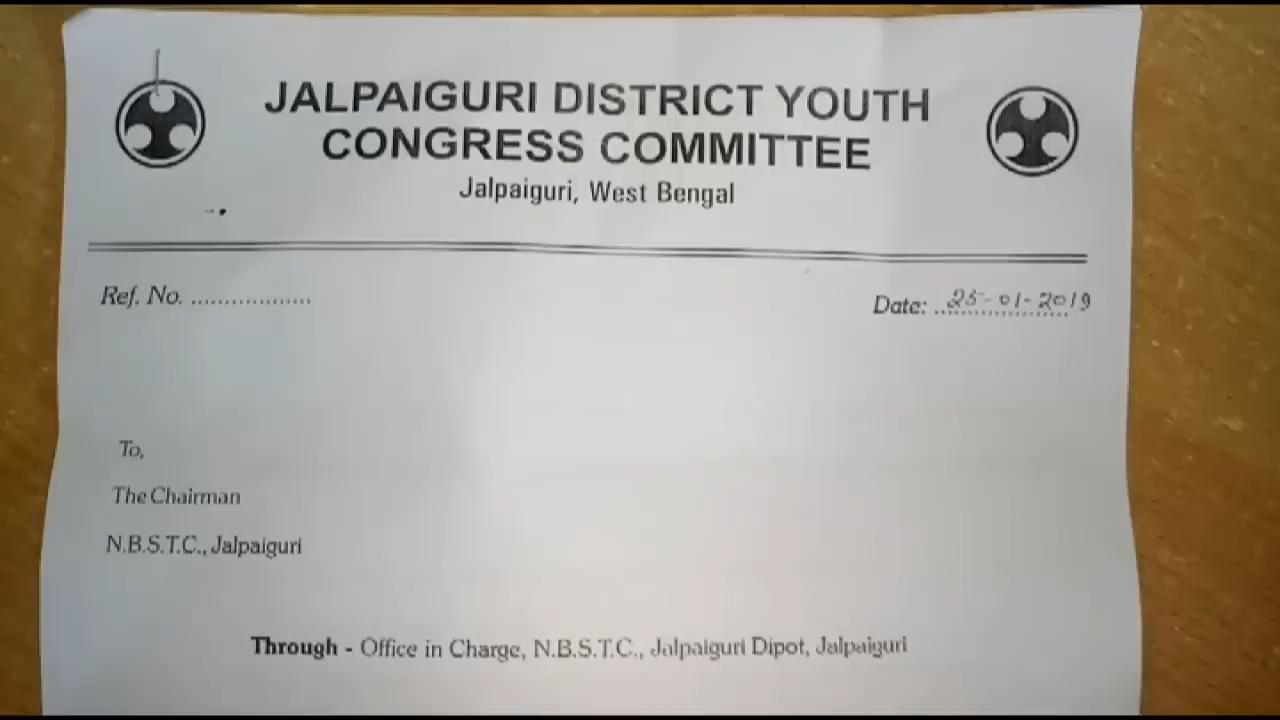 JALPAIGURI DISTRICT YOUTH
CONGRESS COMMITTEE
Jalpaiguri, West Bengal
Ref. No. ..................
Date: 25-01-2019
To,
The Chairman
N.B.S.T.C., Jalpaiguri
Through - Office in Charge, N.B.S.T.C., Jalpaiguri Dipot, Jalpaiguri